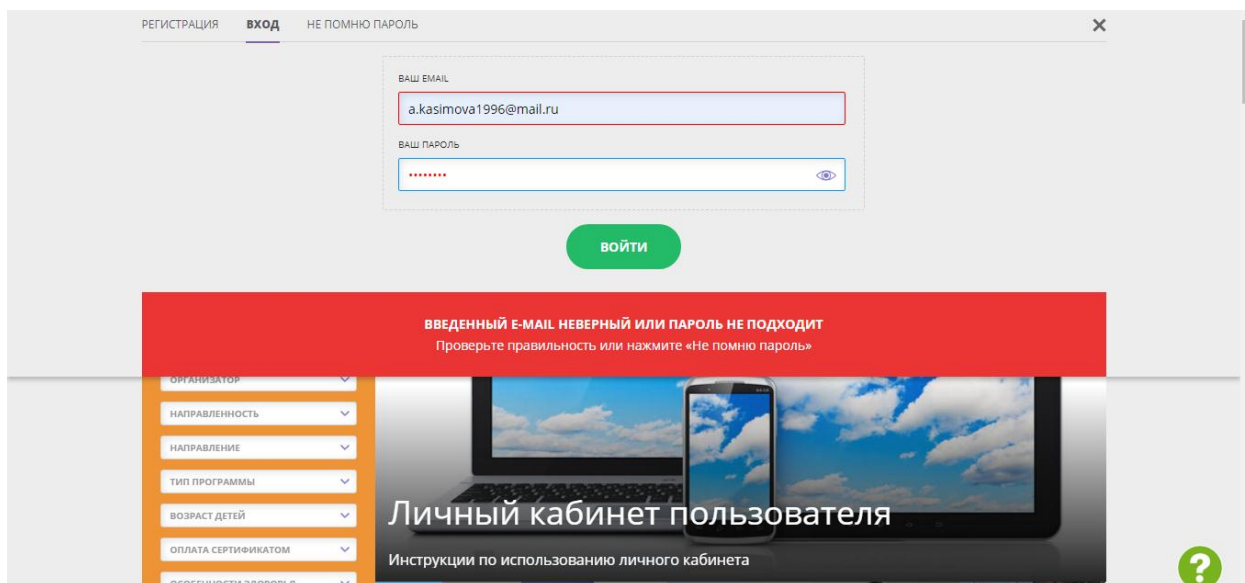 РЕГИСТРАЦИЯ ВХОД НЕ ПОМНЮ ПАРОЛЬ
ВАШ EMAIL
a.kasimova1996@mail.ru
ВАШ ПАРОЛЬ
••••••••
ВОЙТИ
ВВЕДЕННЫЙ E-MAIL НЕВЕРНЫЙ ИЛИ ПАРОЛЬ НЕ ПОДХОДИТ
Проверьте правильность или нажмите «Не помню пароль»
ОРГАНИЗАТОР
НАПРАВЛЕННОСТЬ
НАПРАВЛЕНИЕ
ТИП ПРОГРАММЫ
ВОЗРАСТ ДЕТЕЙ
ОПЛАТА СЕРТИФИКАТОМ
ОСОБЕННОСТИ ЗДОРОВЬЯ
Личный кабинет пользователя
Инструкции по использованию личного кабинета
?